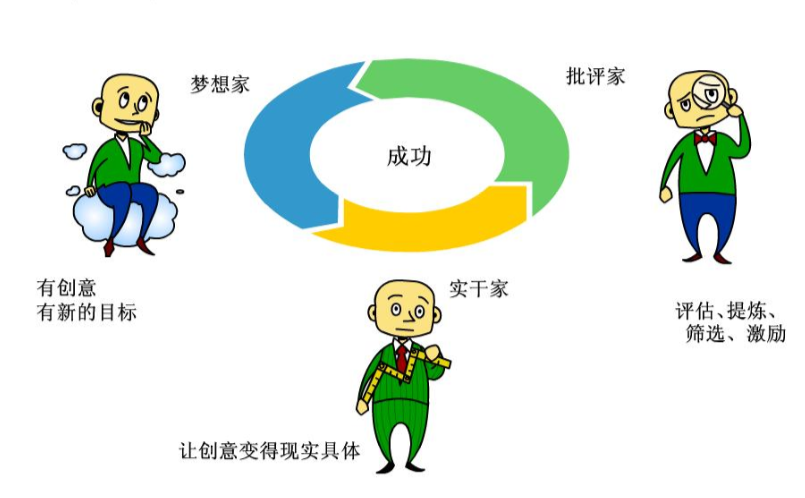 梦想家
批评家
成功
有创意
有新的目标
实干家
评估、提炼、
筛选、激励
让创意变得现实具体